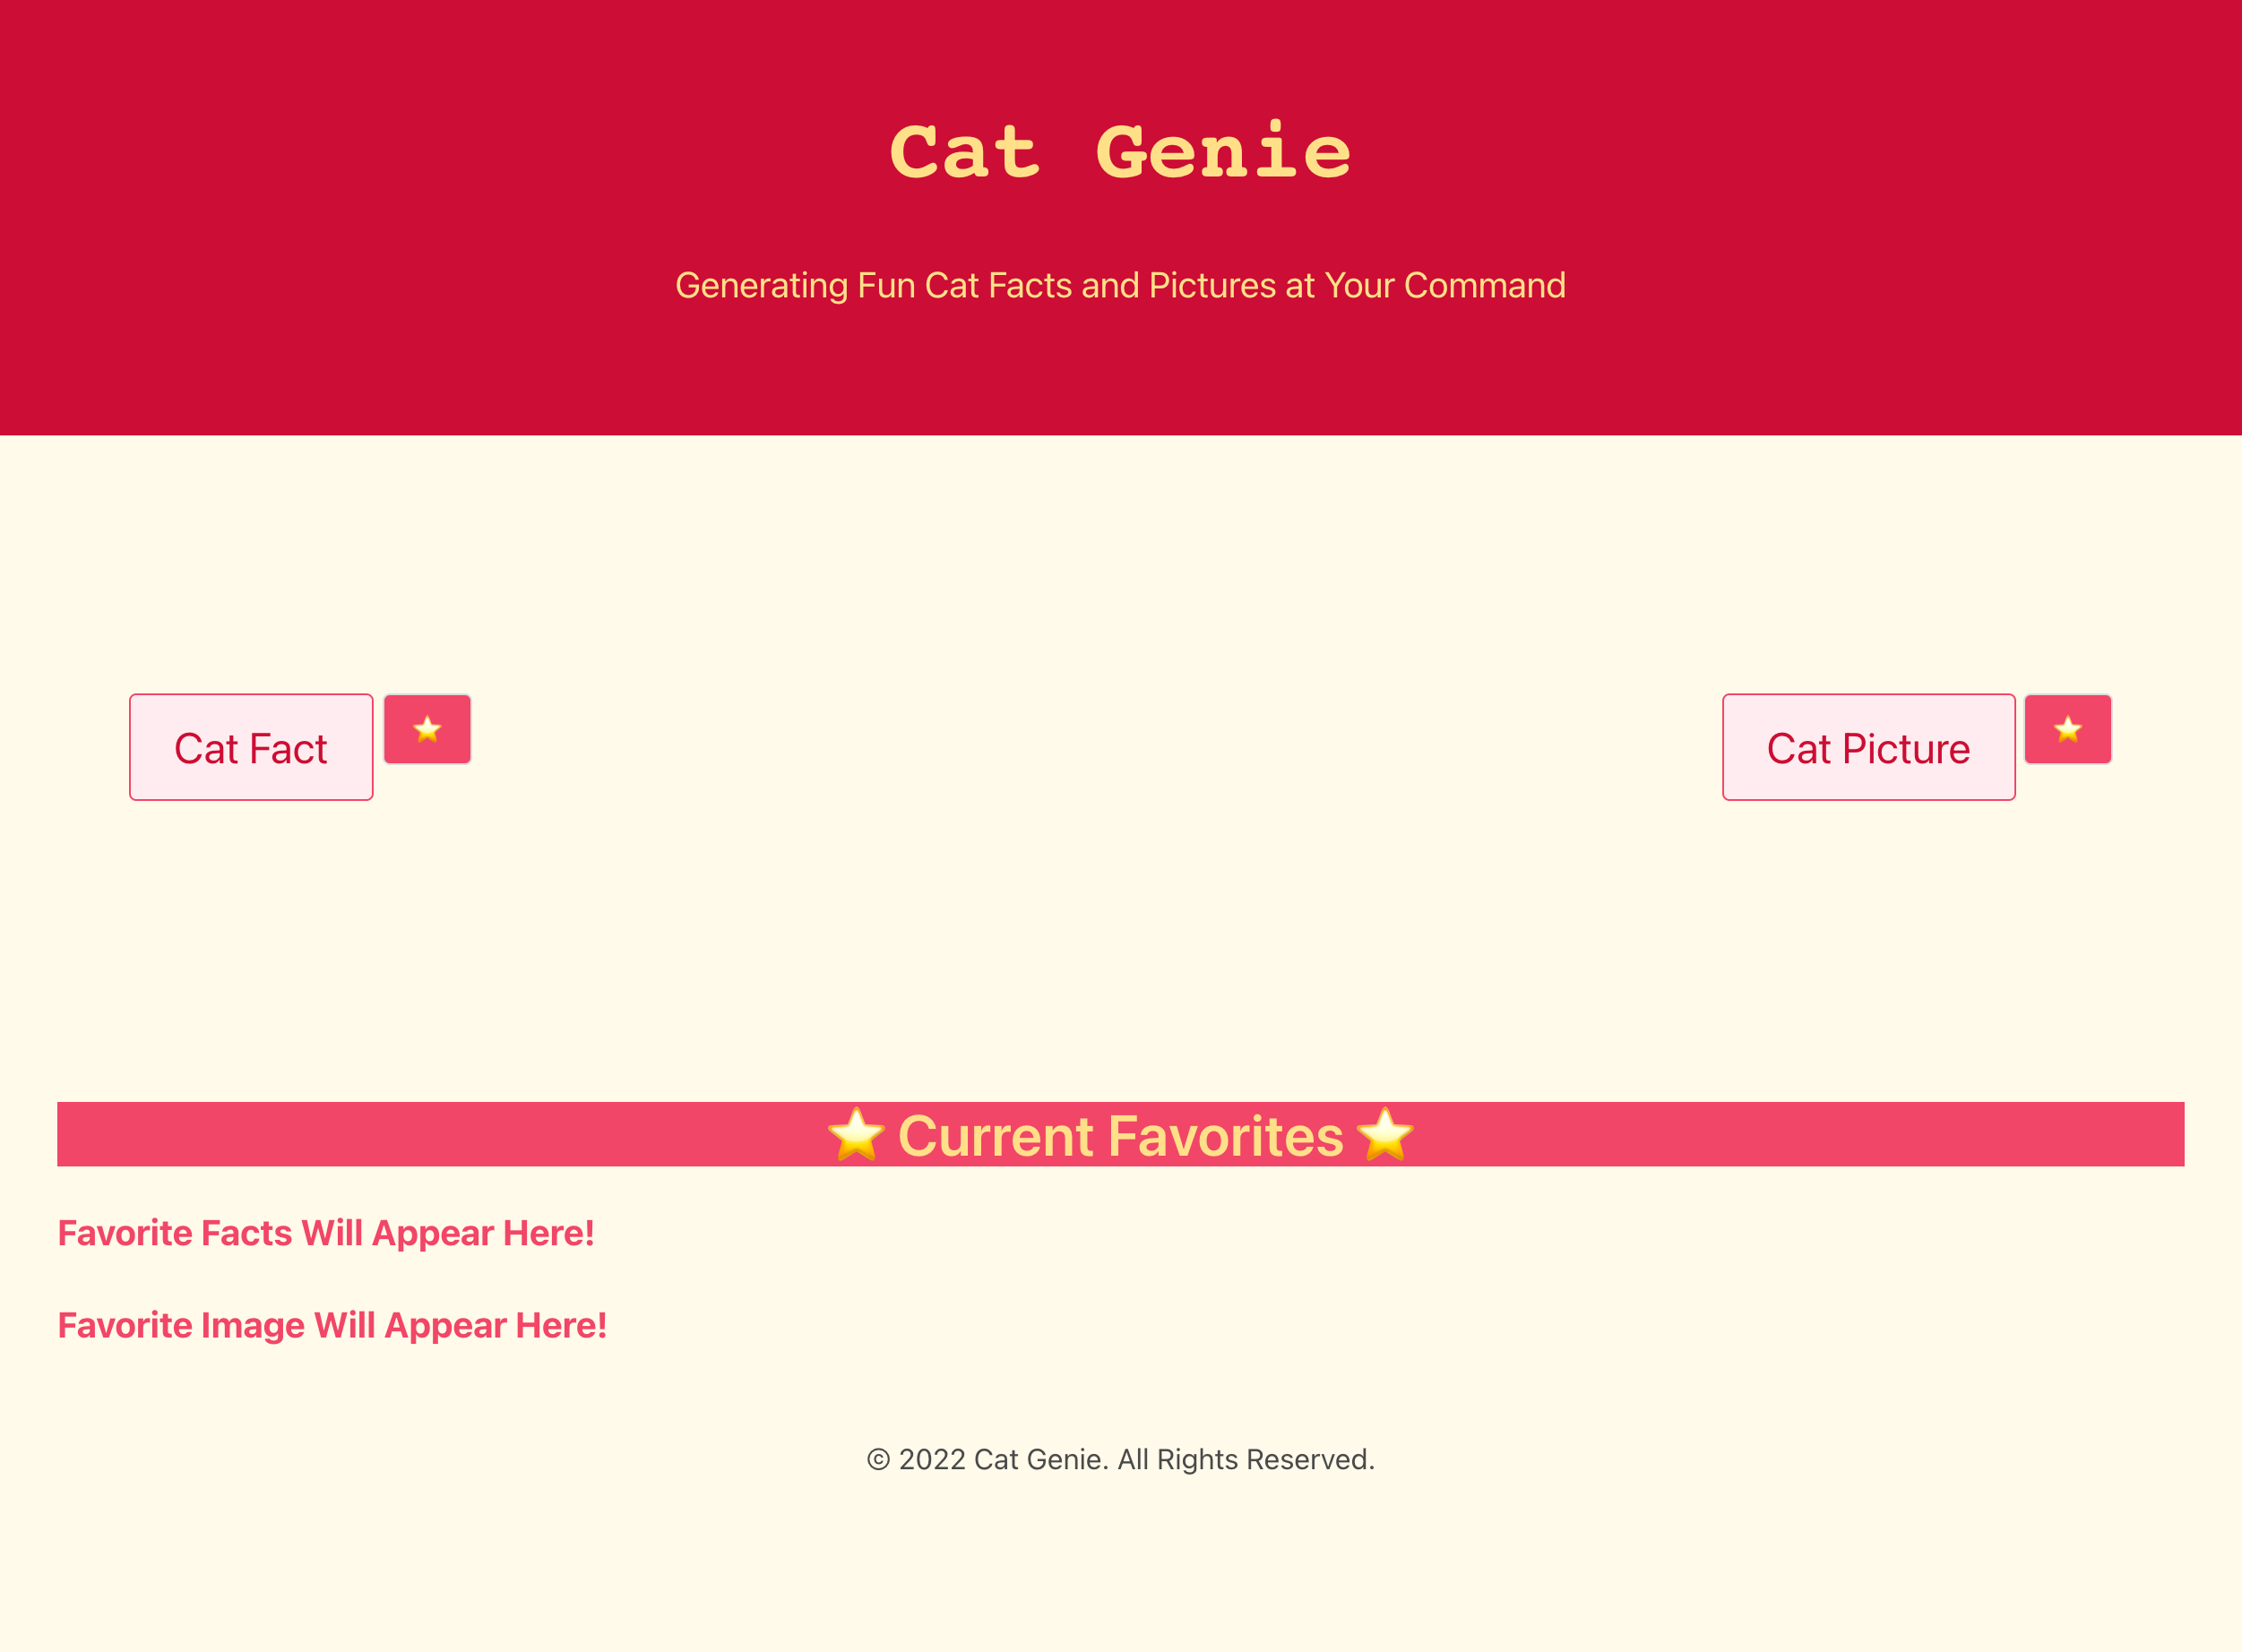 Cat Genie
Generating Fun Cat Facts and Pictures at Your Command
Cat Fact ⭐
Cat Picture ⭐
⭐ Current Favorites ⭐
Favorite Facts Will Appear Here!
Favorite Image Will Appear Here!
© 2022 Cat Genie. All Rights Reserved.